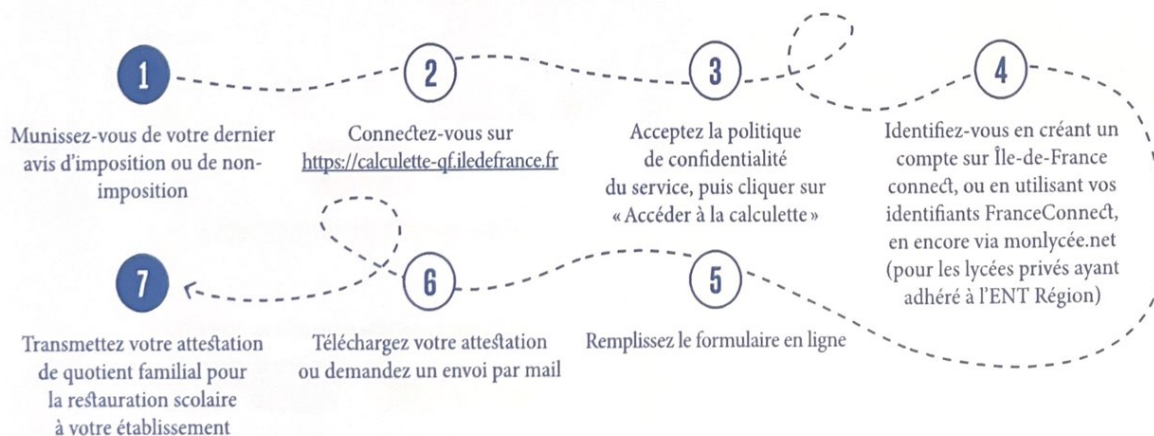 1
Munissez-vous de votre dernier
avis d'imposition ou de non-
imposition
2
Connectez-vous sur
https://calculette-qf.iledefrance.fr
3
Acceptez la politique
de confidentialité
du service, puis cliquer sur
« Accéder à la calculette »
4
Identifiez-vous en créant un
compte sur Île-de-France
connect, ou en utilisant vos
identifiants FranceConnect,
en encore via monlycée.net
(pour les lycées privés ayant
adhéré à l'ENT Région)
5
Remplissez le formulaire en ligne
6
Téléchargez votre attestation
ou demandez un envoi par mail
7
Transmettez votre attestation
de quotient familial pour
la restauration scolaire
à votre établissement